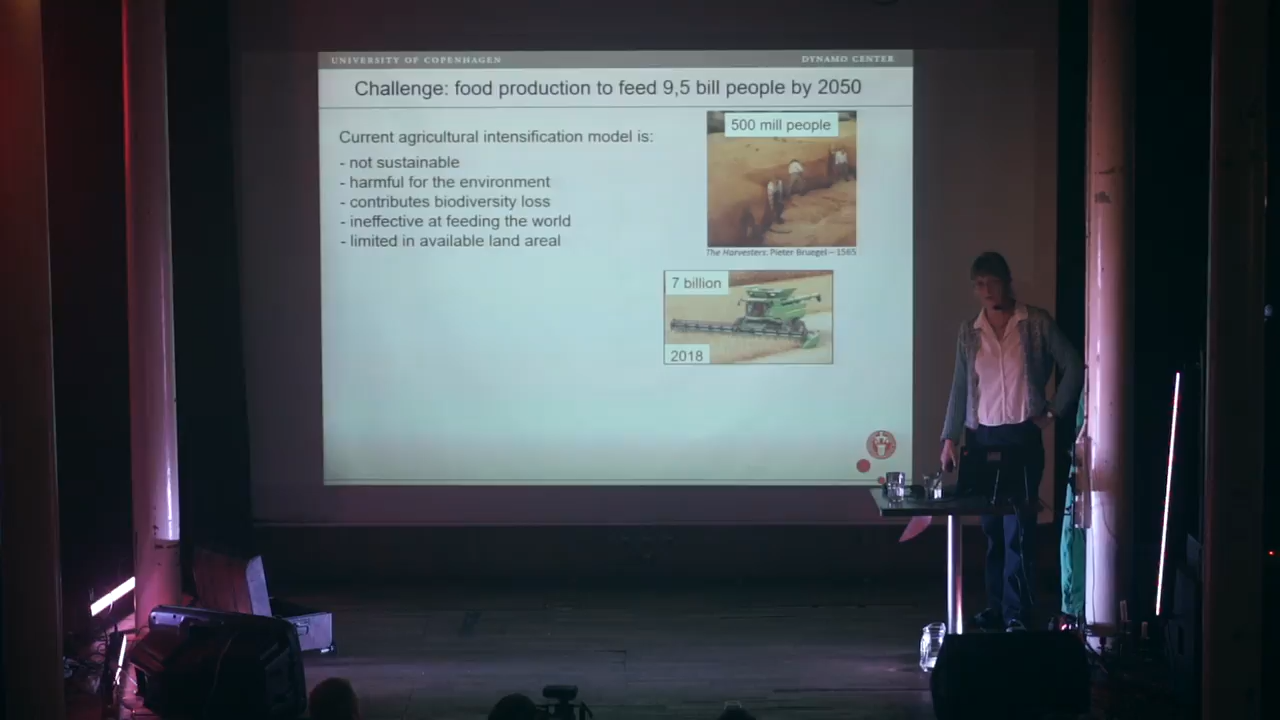 UNIVERSITY OF COPENHAGEN
DYNAMO CENTER
Challenge: food production to feed 9,5 bill people by 2050
Current agricultural intensification model is:
- not sustainable
- harmful for the environment
- contributes biodiversity loss
- ineffective at feeding the world
- limited in available land areal
500 mill people
The Harvesters. Pieter Bruegel – 1565
7 billion
2018